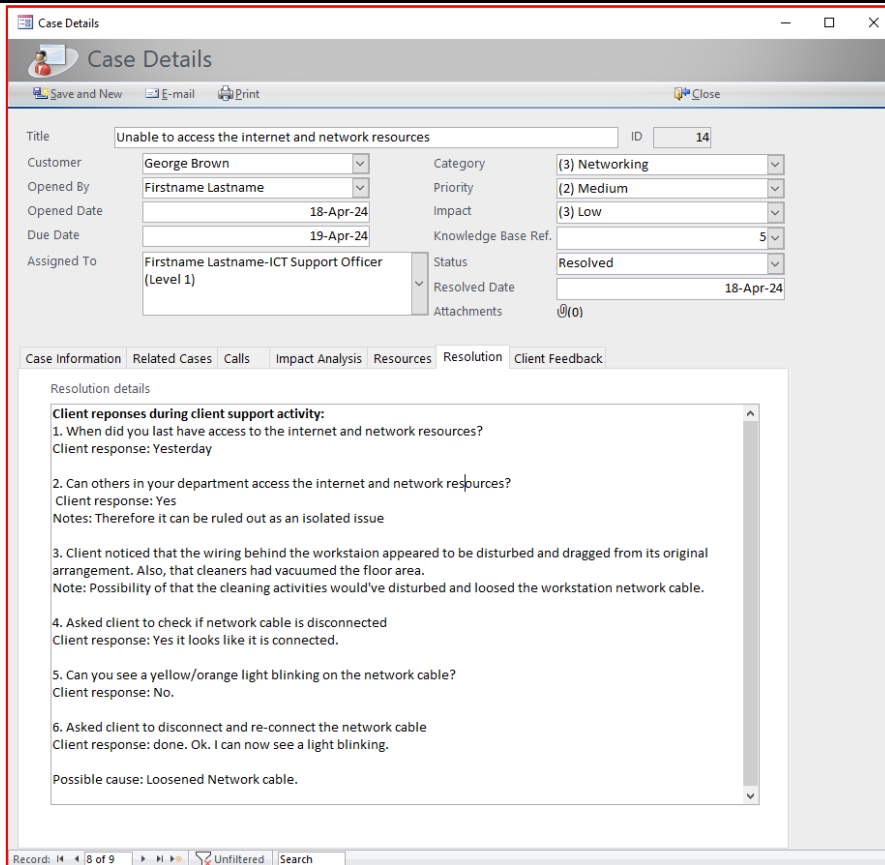 Case Details
Case Details
Save and New E-mail Print Close
Title Unable to access the internet and network resources ID 14
Customer George Brown Category (3) Networking
Opened By Firstname Lastname Priority (2) Medium
Opened Date 18-Apr-24 Impact (3) Low
Due Date 19-Apr-24 Knowledge Base Ref. 5
Assigned To Firstname Lastname-ICT Support Officer Status Resolved
(Level 1)
Resolved Date 18-Apr-24
Attachments (0)
Case Information Related Cases Calls Impact Analysis Resources Resolution Client Feedback
Resolution details
Client reponses during client support activity:
1. When did you last have access to the internet and network resources?
Client response: Yesterday
2. Can others in your department access the internet and network resources?
Client response: Yes
Notes: Therefore it can be ruled out as an isolated issue
3. Client noticed that the wiring behind the workstaion appeared to be disturbed and dragged from its original
arrangement. Also, that cleaners had vacuumed the floor area.
Note: Possibility of that the cleaning activities would've disturbed and loosed the workstation network cable.
4. Asked client to check if network cable is disconnected
Client response: Yes it looks like it is connected.
5. Can you see a yellow/orange light blinking on the network cable?
Client response: No.
6. Asked client to disconnect and re-connect the network cable
Client response: done. Ok. I can now see a light blinking.
Possible cause: Loosened Network cable.
Record: 8 of 9 Unfiltered Search